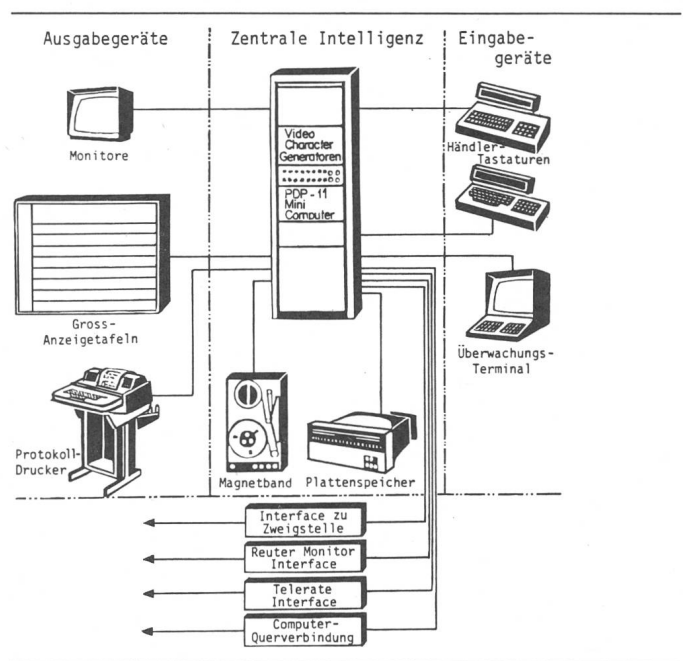 Ausgabegeräte
Zentrale Intelligenz
Eingabe-
geräte
Monitore
Video
Character
Generatoren
PDP-11
Mini
Computer
Händler-
Tastaturen
Gross-
Anzeigetafeln
Überwachungs-
Terminal
Protokoll-
Drucker
Magnetband
Plattenspeicher
Interface zu
Zweigstelle
Reuter Monitor
Interface
Telerate
Interface
Computer-
Querverbindung